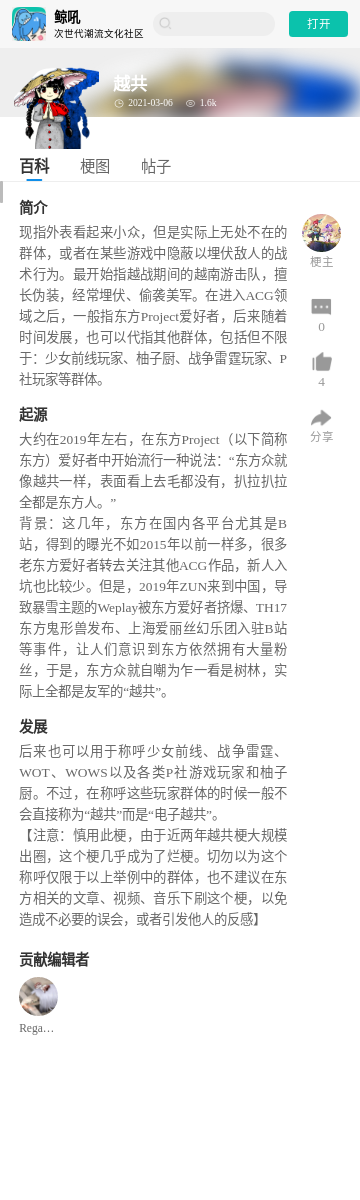 鲸吼
次世代潮流文化社区
打开
越共
2021-03-06 1.6k
百科 梗图 帖子
简介
现指外表看起来小众，但是实际上无处不在的
群体，或者在某些游戏中隐蔽以埋伏敌人的战
术行为。最开始指越战期间的越南游击队，擅
长伪装，经常埋伏、偷袭美军。在进入ACG领
域之后，一般指东方Project爱好者，后来随着
时间发展，也可以代指其他群体，包括但不限
于：少女前线玩家、柚子厨、战争雷霆玩家、P
社玩家等群体。
梗主
0
4
分享
起源
大约在2019年左右，在东方Project（以下简称
东方）爱好者中开始流行一种说法：“东方众就
像越共一样，表面看上去毛都没有，扒拉扒拉
全都是东方人。”
背景：这几年，东方在国内各平台尤其是B
站，得到的曝光不如2015年以前一样多，很多
老东方爱好者转去关注其他ACG作品，新人入
坑也比较少。但是，2019年ZUN来到中国，导
致暴雪主题的Weplay被东方爱好者挤爆、TH17
东方鬼形兽发布、上海爱丽丝幻乐团入驻B站
等事件，让人们意识到东方依然拥有大量粉
丝，于是，东方众就自嘲为乍一看是树林，实
际上全都是友军的“越共”。
发展
后来也可以用于称呼少女前线、战争雷霆、
WOT、WOWS以及各类P社游戏玩家和柚子
厨。不过，在称呼这些玩家群体的时候一般不
会直接称为“越共”而是“电子越共”。
【注意：慎用此梗，由于近两年越共梗大规模
出圈，这个梗几乎成为了烂梗。切勿以为这个
称呼仅限于以上举例中的群体，也不建议在东
方相关的文章、视频、音乐下刷这个梗，以免
造成不必要的误会，或者引发他人的反感】
贡献编辑者
Rega…